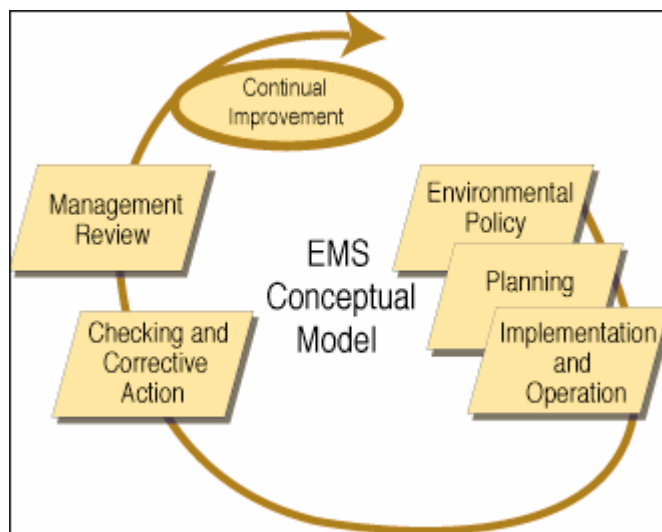 Continual
Improvement
Management
Review
Environmental
Policy
EMS
Conceptual
Model
Planning
Checking and
Corrective
Action
Implementation
and
Operation